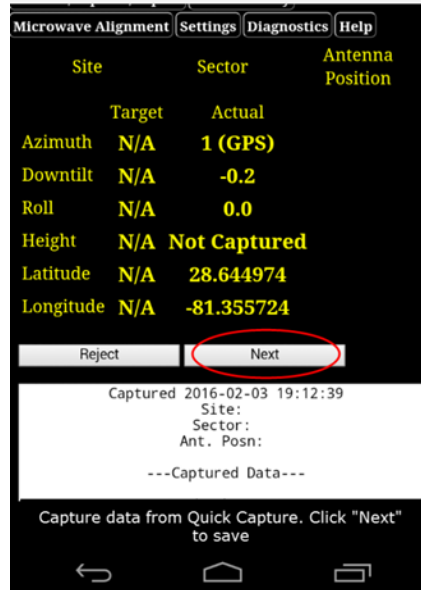 Microwave Alignment Settings Diagnostics Help
Site Sector Antenna
Position
Target Actual
Azimuth N/A 1 (GPS)
Downtilt N/A -0.2
Roll N/A 0.0
Height N/A Not Captured
Latitude N/A 28.644974
Longitude N/A -81.355724
Reject Next
Captured 2016-02-03 19:12:39
Site:
Sector:
Ant. Posn:
---Captured Data---
Capture data from Quick Capture. Click "Next"
to save